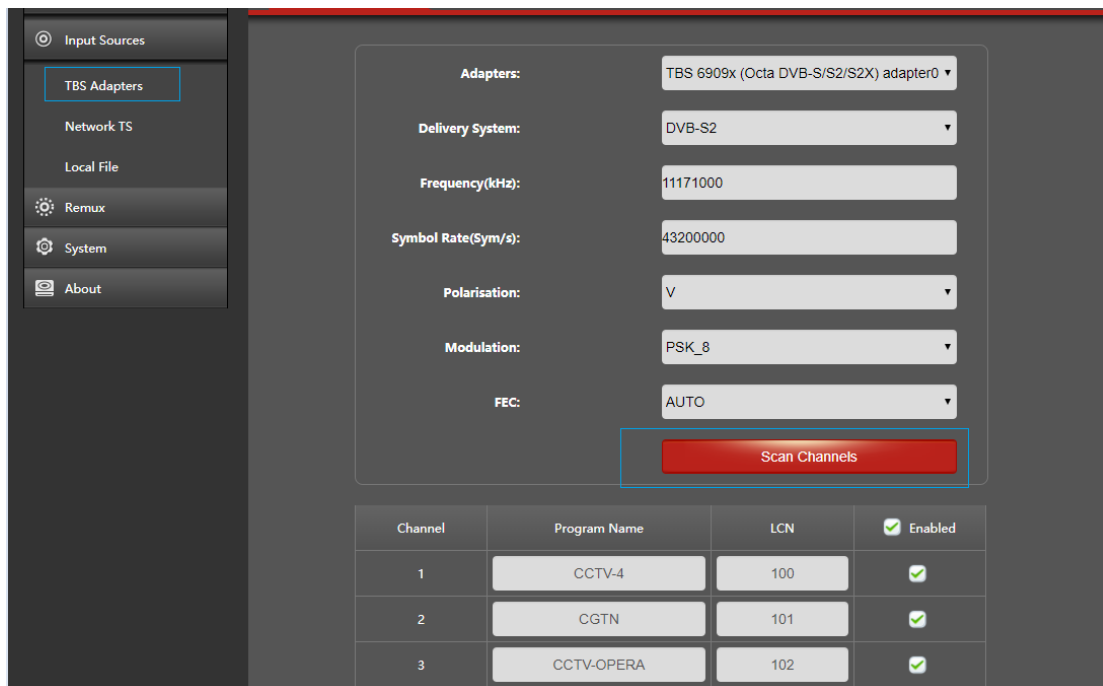 Input Sources
TBS Adapters
Network TS
Local File
Remux
System
About
Adapters: TBS 6909x (Octa DVB-S/S2/S2X) adapter0
Delivery System: DVB-S2
Frequency(kHz): 11171000
Symbol Rate(Sym/s): 43200000
Polarisation: V
Modulation: PSK_8
FEC: AUTO
Scan Channels
Channel Program Name LCN Enabled
1 CCTV-4 100
2 CGTN 101
3 CCTV-OPERA 102